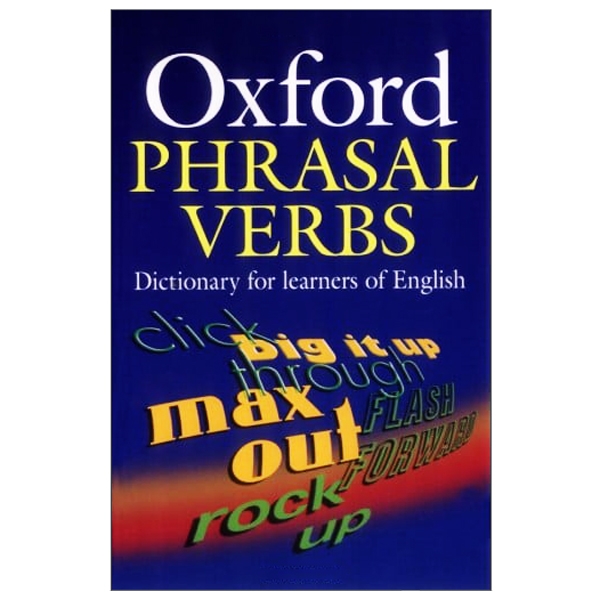 Oxford
PHRASAL
VERBS
Dictionary for learners of English
click
big it up
through
max
FLASH
out
FORWARD
rock
up